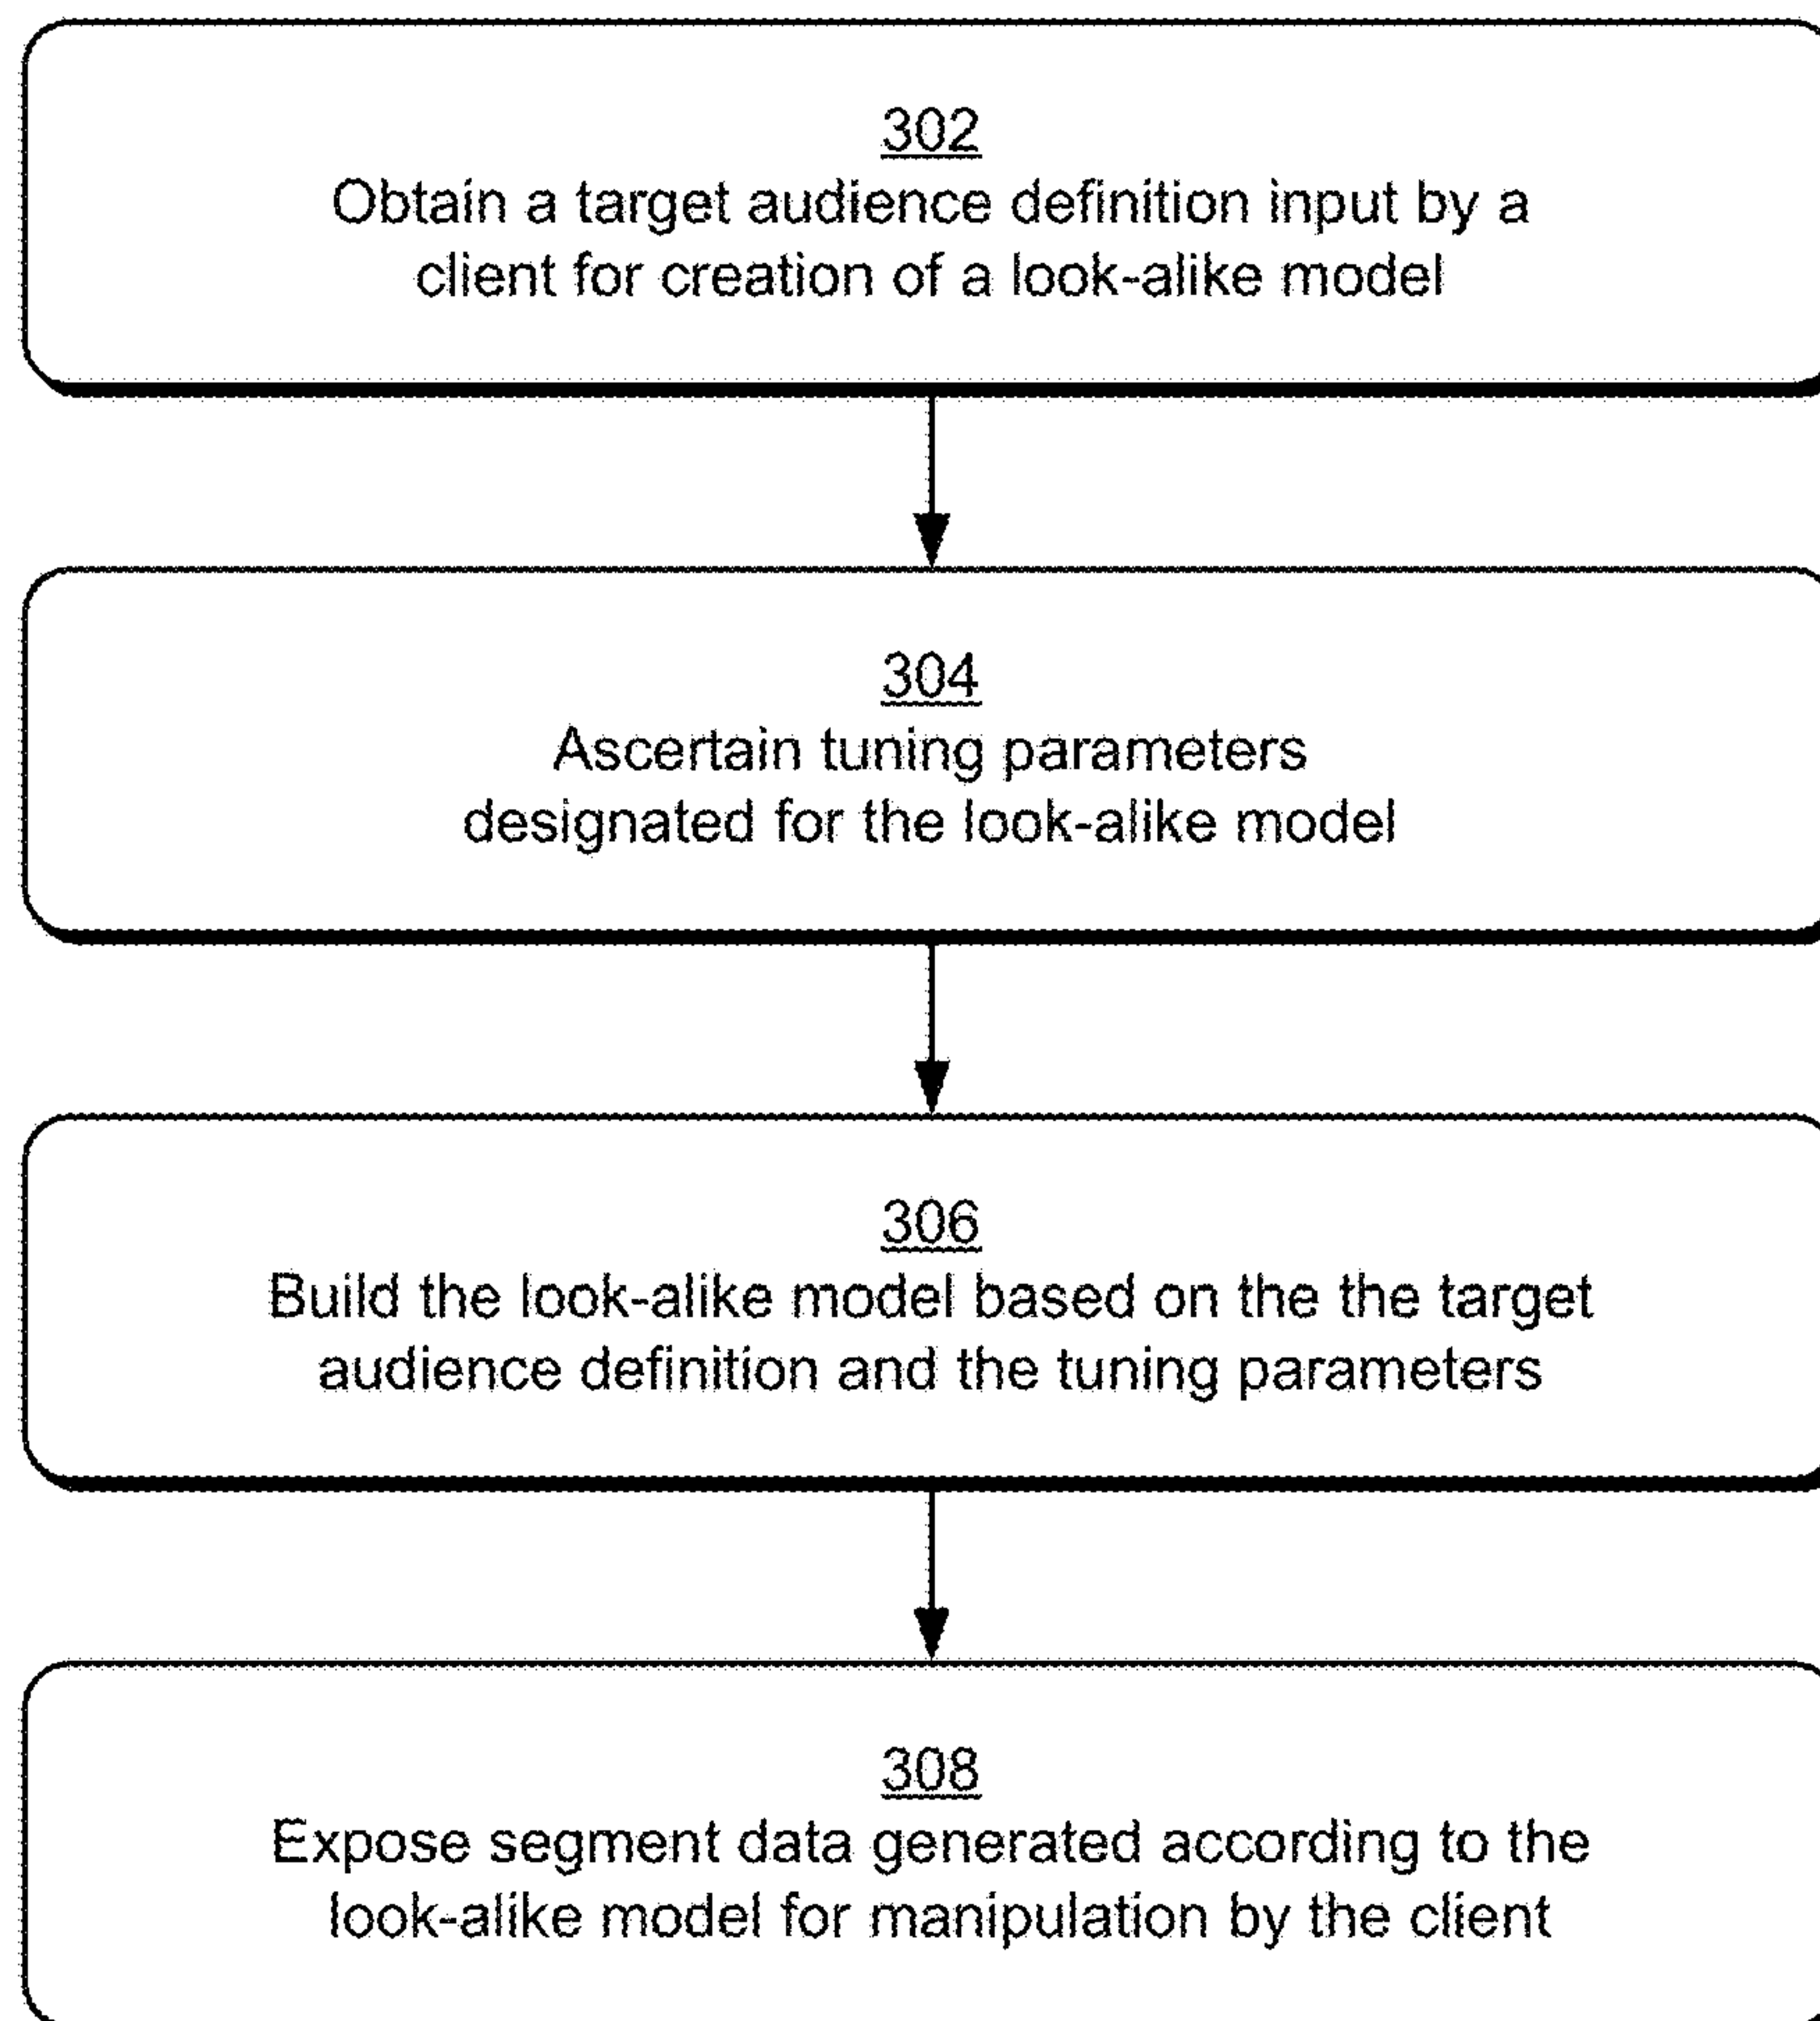 302
Obtain a target audience definition input by a
client for creation of a look-alike model
304
Ascertain tuning parameters
designated for the look-alike model
306
Build the look-alike model based on the the target
audience definition and the tuning parameters
308
Expose segment data generated according to the
look-alike model for manipulation by the client